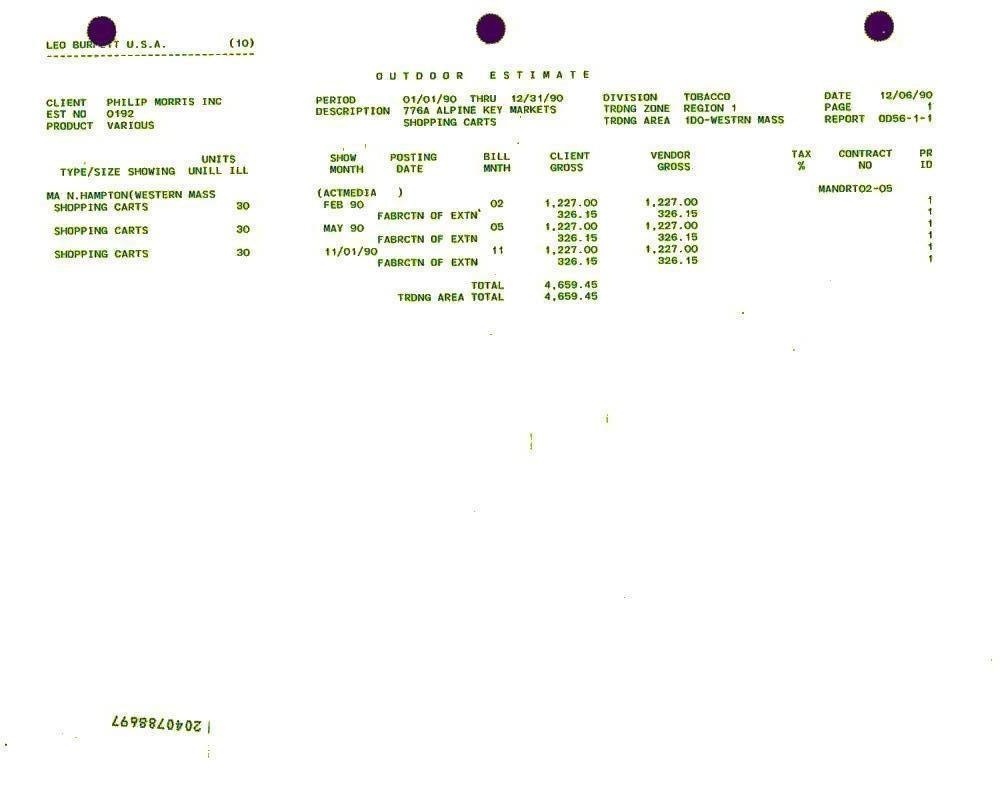 LEO BURNETT U.S.A. (10)
OUTDOOR ESTIMATE
CLIENT PHILIP MORRIS INC PERIOD 01/01/90 THRU 12/31/90 DIVISION TOBACCO DATE 12/06/90
EST NO 0192 DESCRIPTION 776A ALPINE KEY MARKETS TRDNG ZONE REGION 1 PAGE 1
PRODUCT VARIOUS SHOPPING CARTS TRDNG AREA 1DO-WESTRN MASS REPORT OD56-1-1
UNITS SHOW POSTING BILL CLIENT VENDOR TAX CONTRACT PR
TYPE/SIZE SHOWING UNILL ILL MONTH DATE MNTH GROSS GROSS % NO ID
MA N.HAMPTON(WESTERN MASS (ACTMEDIA ) MANORT02-05
SHOPPING CARTS 30 FEB 90 02 1,227.00 1,227.00 1
FABRCTN OF EXTN 326.15 326.15 1
SHOPPING CARTS 30 MAY 90 05 1,227.00 1,227.00 1
FABRCTN OF EXTN 326.15 326.15 1
SHOPPING CARTS 30 11/01/90 11 1,227.00 1,227.00 1
FABRCTN OF EXTN 326.15 326.15 1
TOTAL 4,659.45
TRDNG AREA TOTAL 4,659.45
2040788697